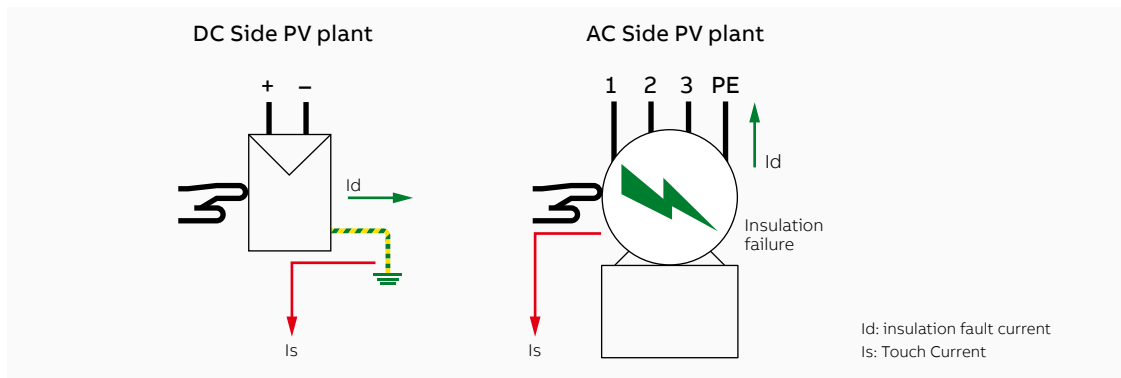 DC Side PV plant
AC Side PV plant
+ –
1 2 3 PE
Id
Id
Insulation
failure
Is
Is
Id: insulation fault current
Is: Touch Current